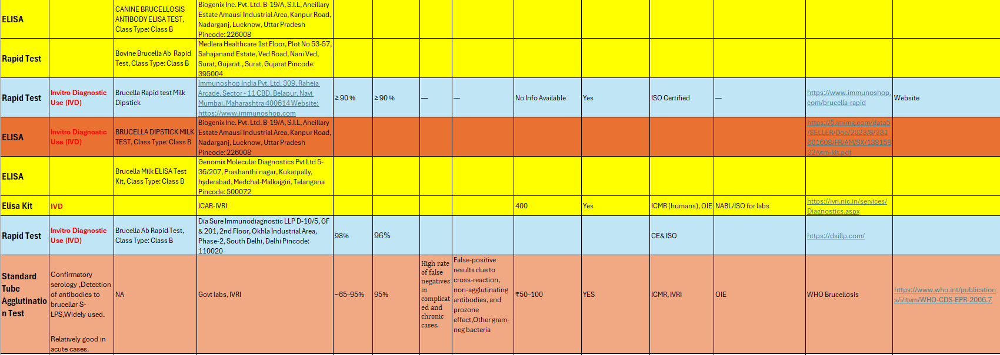 ELISA
CANINE BRUCELLOSIS
ANTIBODY ELISA TEST,
Class Type: Class B
Biogenix Inc. Pvt. Ltd. B-19/A, S.I.L, Ancillary
Estate Amausi Industrial Area, Kanpur Road,
Nadarganj, Lucknow, Uttar Pradesh
Pincode: 226008
Rapid Test
Bovine Brucella Ab Rapid
Test, Class Type: Class B
Medlera Healthcare 1st Floor, Plot No 53-57,
Sahajanand Estate, Ved Road, Nani Ved,
Surat, Gujarat., Surat, Gujarat Pincode:
395004
Rapid Test
Invitro Diagnostic
Use (IVD)
Brucella Rapid test Milk
Dipstick
Immunoshop India Pvt. Ltd. 309, Raheja
Arcade, Sector - 11 CBD, Belapur, Navi
Mumbai, Maharashtra 400614 Website:
https://www.immunoshop.com
≥ 90 %
≥ 90 %
—
—
No Info Available
Yes
ISO Certified
—
https://www.immunoshop.
com/brucella-rapid
Website
ELISA
Invitro Diagnostic
Use (IVD)
BRUCELLA DIPSTICK MILK
TEST, Class Type: Class B
Biogenix Inc. Pvt. Ltd. B-19/A, S.I.L, Ancillary
Estate Amausi Industrial Area, Kanpur Road,
Nadarganj, Lucknow, Uttar Pradesh
Pincode: 226008
https://5.imimg.com/data5
/SELLER/Doc/2023/8/331
601608/FR/AM/SX/138158
32/vtm-kit.pdf
ELISA
Brucella Milk ELISA Test
Kit, Class Type: Class B
Genomix Molecular Diagnostics Pvt Ltd 5-
36/207, Prashanthi nagar, Kukatpally,
hyderabad, Medchal-Malkajgiri, Telangana
Pincode: 500072
Elisa Kit
IVD
ICAR-IVRI
400
Yes
ICMR (humans), OIE
NABL/ISO for labs
https://ivri.nic.in/services/
Diagnostics.aspx
Rapid Test
Invitro Diagnostic
Use (IVD)
Brucella Ab Rapid Test,
Class Type: Class B
Dia Sure Immunodiagnostic LLP D-10/5, GF
& 201, 2nd Floor, Okhla Industrial Area,
Phase-2, South Delhi, Delhi Pincode:
110020
98%
96%
CE& ISO
https://dsillp.com/
Standard
Tube
Agglutinatio
n Test
Confirmatory
serology ,Detection
of antibodies to
brucellar S-
LPS,Widely used.
Relatively good in
acute cases.
NA
Govt labs, IVRI
~65–95%
95%
High rate
of false
negatives
in
complicat
ed and
chronic
cases.
False-positive
results due to
cross-reaction,
non-agglutinating
antibodies, and
prozone
effect,Other gram-
neg bacteria
₹50–100
YES
ICMR, IVRI
OIE
WHO Brucellosis
https://www.who.int/publication
s/i/item/WHO-CDS-EPR-2006.7